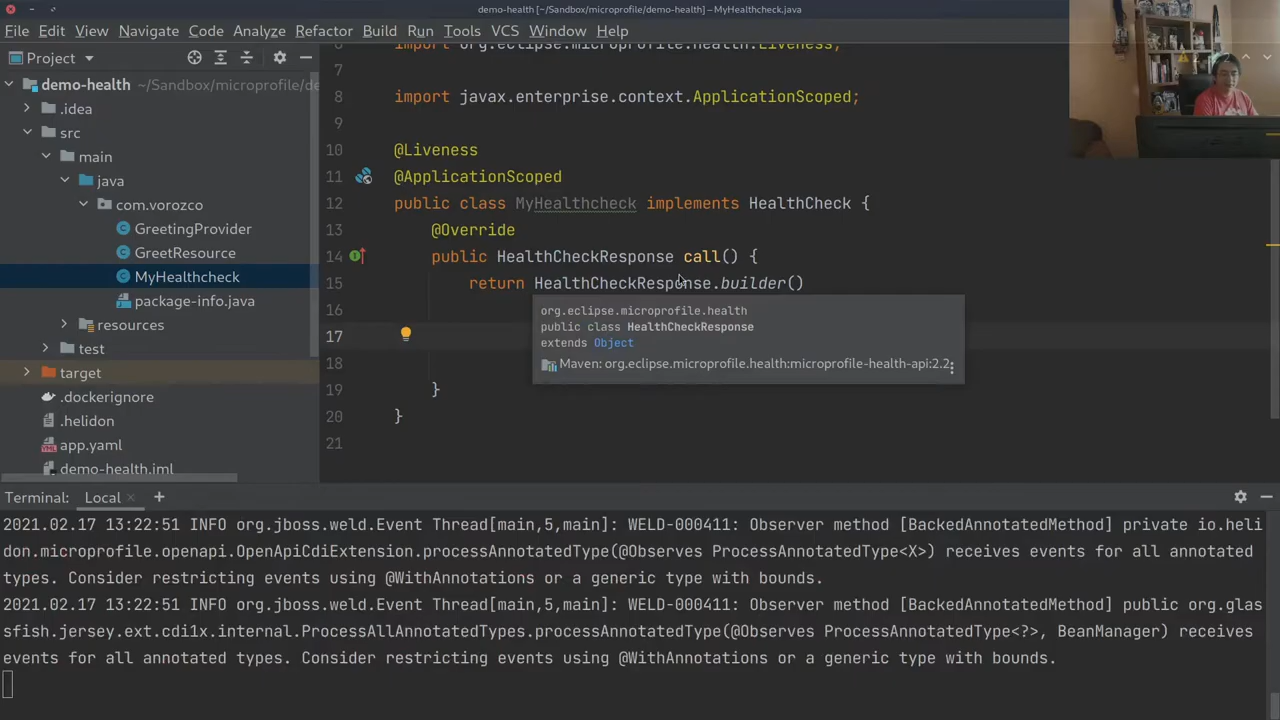 demo-health [~/Sandbox/microprofile/demo-health] – MyHealthcheck.java
File Edit View Navigate Code Analyze Refactor Build Run Tools VCS Window Help
Project
demo-health ~/Sandbox/microprofile/de
.idea
src
main
java
com.vorozco
GreetingProvider
GreetResource
MyHealthcheck
package-info.java
resources
test
target
.dockerignore
.helidon
app.yaml
demo-health.iml
6 import org.eclipse.microprofile.health.Liveness;
7
8 import javax.enterprise.context.ApplicationScoped;
9
10 @Liveness
11 @ApplicationScoped
12 public class MyHealthcheck implements HealthCheck {
13 @Override
14 public HealthCheckResponse call() {
15 return HealthCheckResponse.builder()
16
17
18
19 }
20 }
21
org.eclipse.microprofile.health
public class HealthCheckResponse
extends Object
Maven: org.eclipse.microprofile.health:microprofile-health-api:2.2
Terminal: Local × +
2021.02.17 13:22:51 INFO org.jboss.weld.Event Thread[main,5,main]: WELD-000411: Observer method [BackedAnnotatedMethod] private io.heli
don.microprofile.openapi.OpenApiCdiExtension.processAnnotatedType(@Observes ProcessAnnotatedType<X>) receives events for all annotated
types. Consider restricting events using @WithAnnotations or a generic type with bounds.
2021.02.17 13:22:51 INFO org.jboss.weld.Event Thread[main,5,main]: WELD-000411: Observer method [BackedAnnotatedMethod] public org.glas
sfish.jersey.ext.cdi1x.internal.ProcessAllAnnotatedTypes.processAnnotatedType(@Observes ProcessAnnotatedType<?>, BeanManager) receives
events for all annotated types. Consider restricting events using @WithAnnotations or a generic type with bounds.